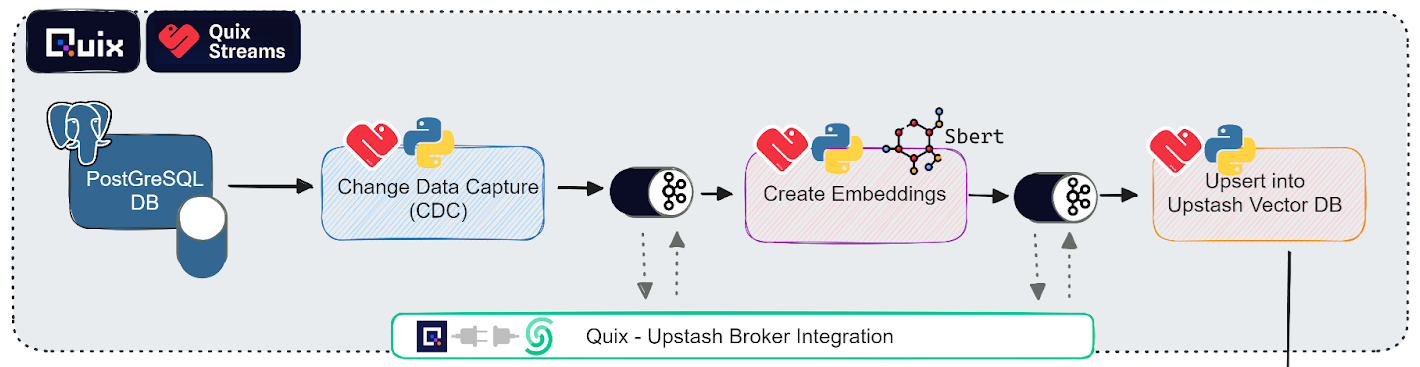 Quix
Quix
Streams
PostGreSQL
DB
Change Data Capture
(CDC)
Sbert
Create Embeddings
Upsert into
Upstash Vector DB
Quix - Upstash Broker Integration